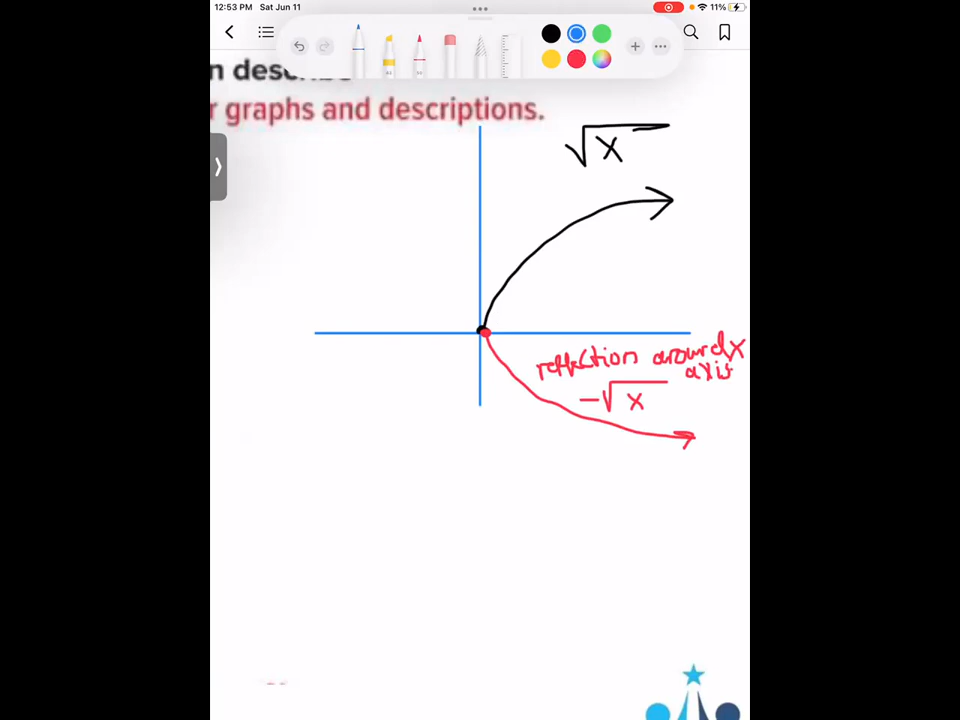 12:53 PM Sat Jun 11
11%
n describe
r graphs and descriptions.
√x
reflection around x
axis
-√x